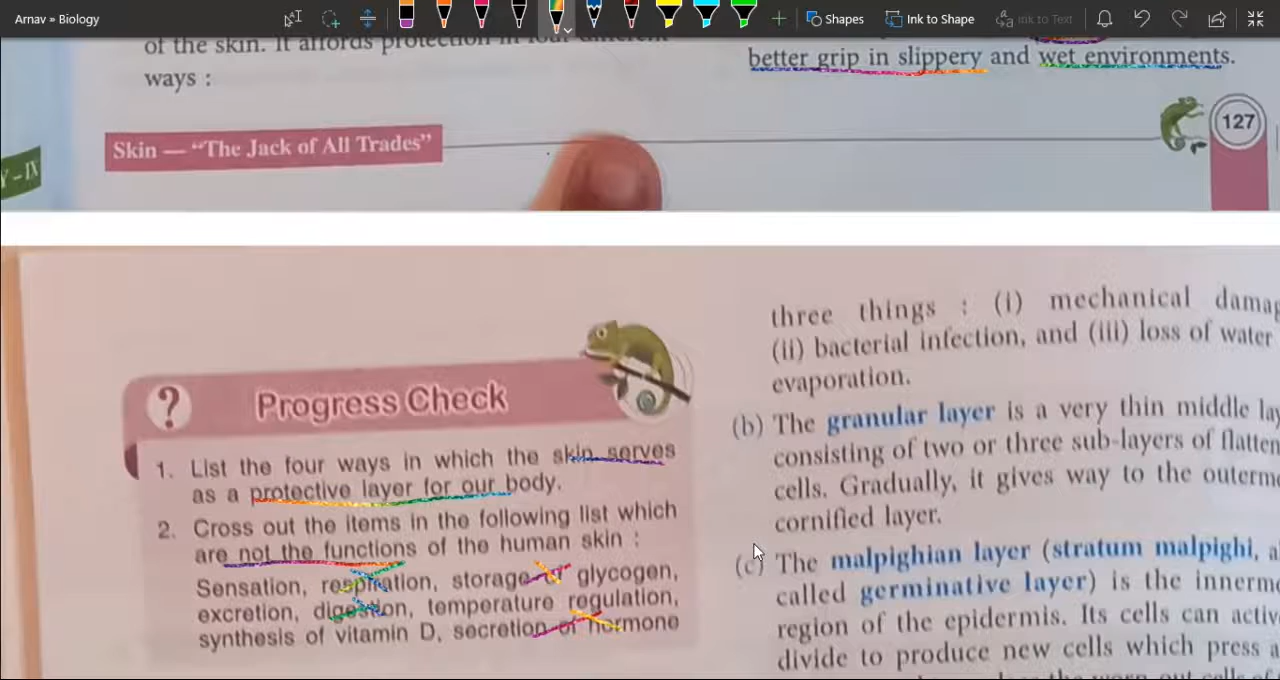 Arnav » Biology
Shapes
Ink to Shape
Ink to Text
of the skin. It affords protection in four different
ways :
better grip in slippery and wet environments.
Skin — “The Jack of All Trades”
127
? Progress Check
1. List the four ways in which the skin serves
as a protective layer for our body.
2. Cross out the items in the following list which
are not the functions of the human skin :
Sensation, respiration, storage of glycogen,
excretion, digestion, temperature regulation,
synthesis of vitamin D, secretion of hormone
three things : (i) mechanical
(ii) bacterial infection, and (iii) loss of water
evaporation.
(b) The granular layer is a very thin middle
consisting of two or three sub-layers of
cells. Gradually, it gives way to the
cornified layer.
(c) The malpighian layer (stratum malpighi,
called germinative layer) is the
region of the epidermis. Its cells can
divide to produce new cells which press